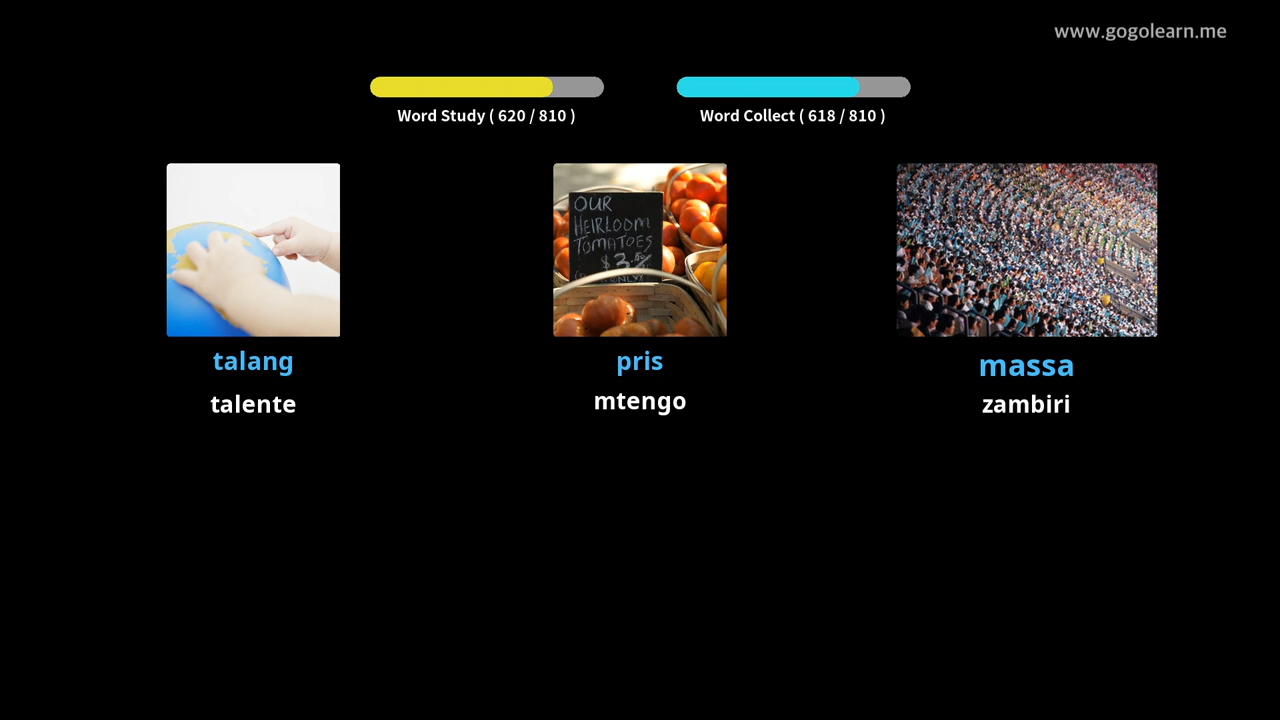 www.gogolearn.me
Word Study ( 620 / 810 )
Word Collect ( 618 / 810 )
OUR
HEIRLOOM
TOMATOES
talang
pris
massa
talente
mtengo
zambiri